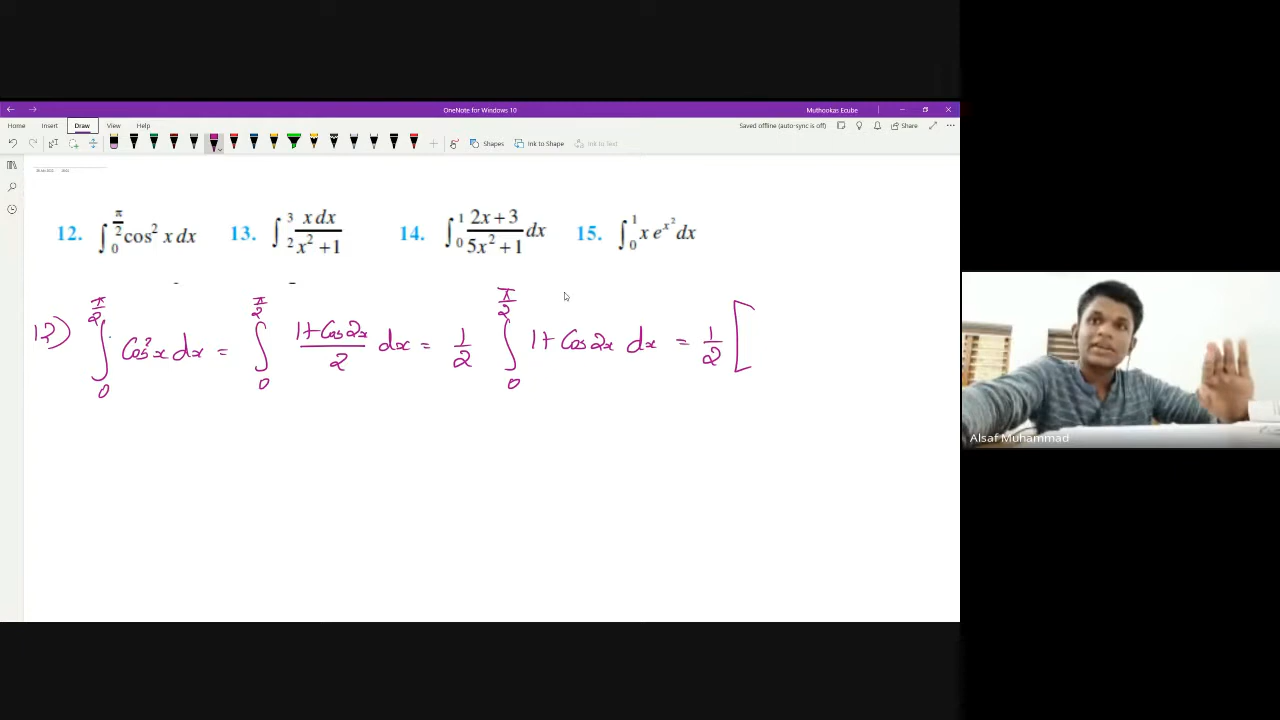 OneNote for Windows 10
Muthookas Ecube
Home Insert Draw View Help
Saved offline (auto-sync is off) Share
Shapes Ink to Shape Ink to Text
12. ∫₀^(π/2) cos² x dx 13. ∫₂³ x dx / (x² + 1) 14. ∫₀¹ (2x + 3) / (5x² + 1) dx 15. ∫₀¹ x e^(x²) dx
12) ∫₀^(π/2) Cos²x dx = ∫₀^(π/2) (1+Cos2x)/2 dx = 1/2 ∫₀^(π/2) 1+Cos2x dx = 1/2 [
Alsaf Muhammad